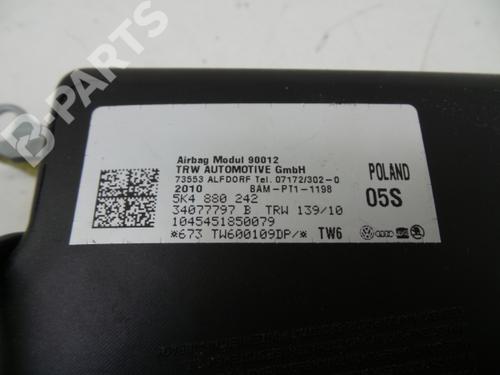 B-PARTS
Airbag Modul 90012
TRW AUTOMOTIVE GmbH
73553 ALFDORF Tel. 07172/302-0
2010 BAM-PT1-1198
5K4 880 242
34077797 B TRW 139/10
1045451850079
*673 TW600109DP/* TW6
POLAND
05S